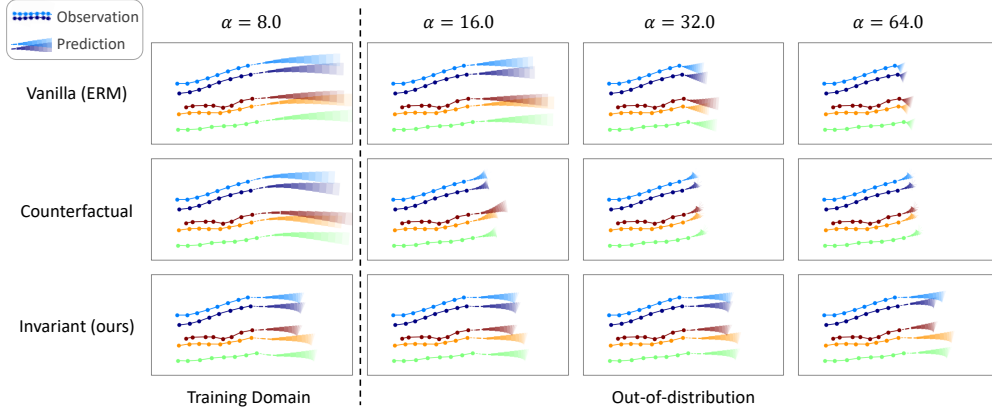 Observation
Prediction
α = 8.0
α = 16.0
α = 32.0
α = 64.0
Vanilla (ERM)
Counterfactual
Invariant (ours)
Training Domain
Out-of-distribution